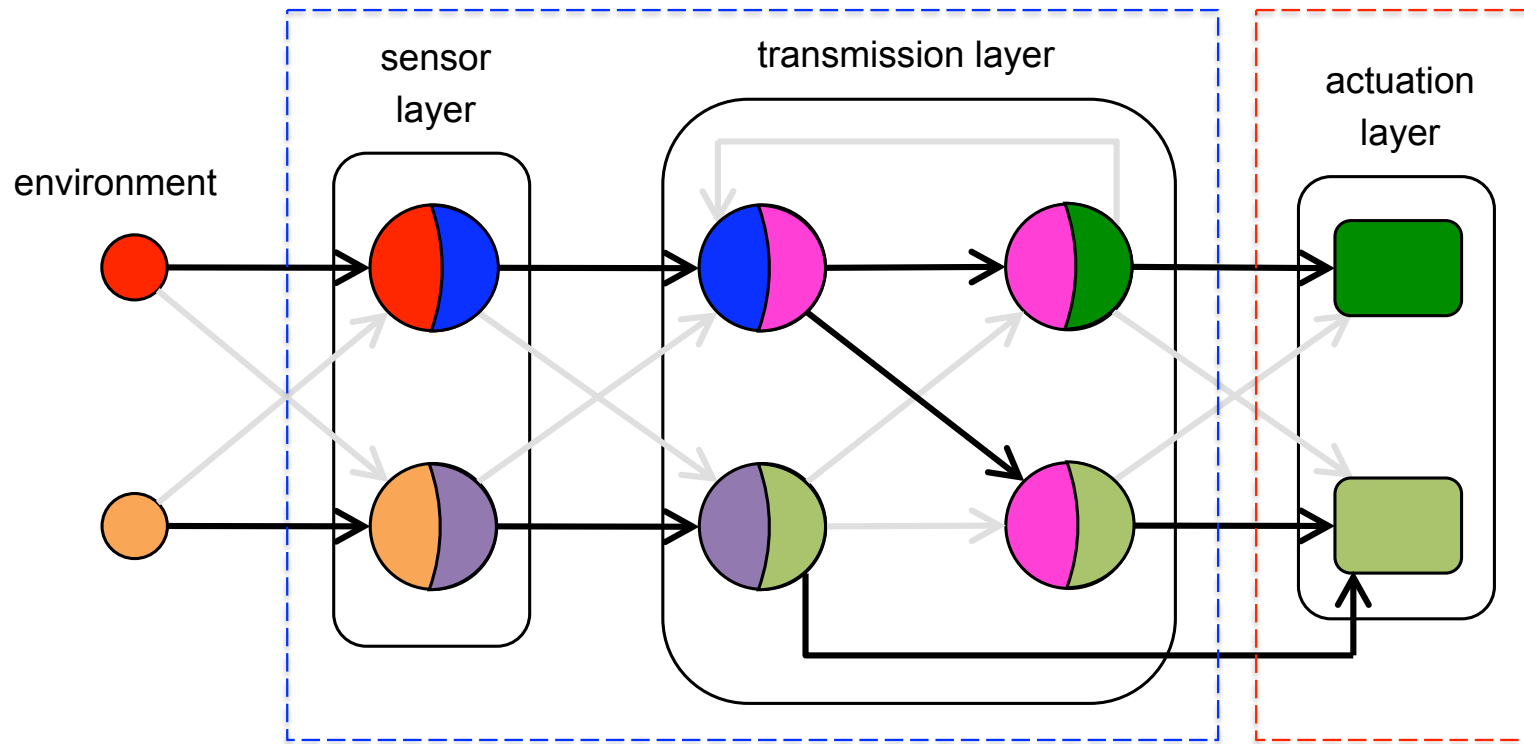 environment
sensor
layer
transmission layer
actuation
layer